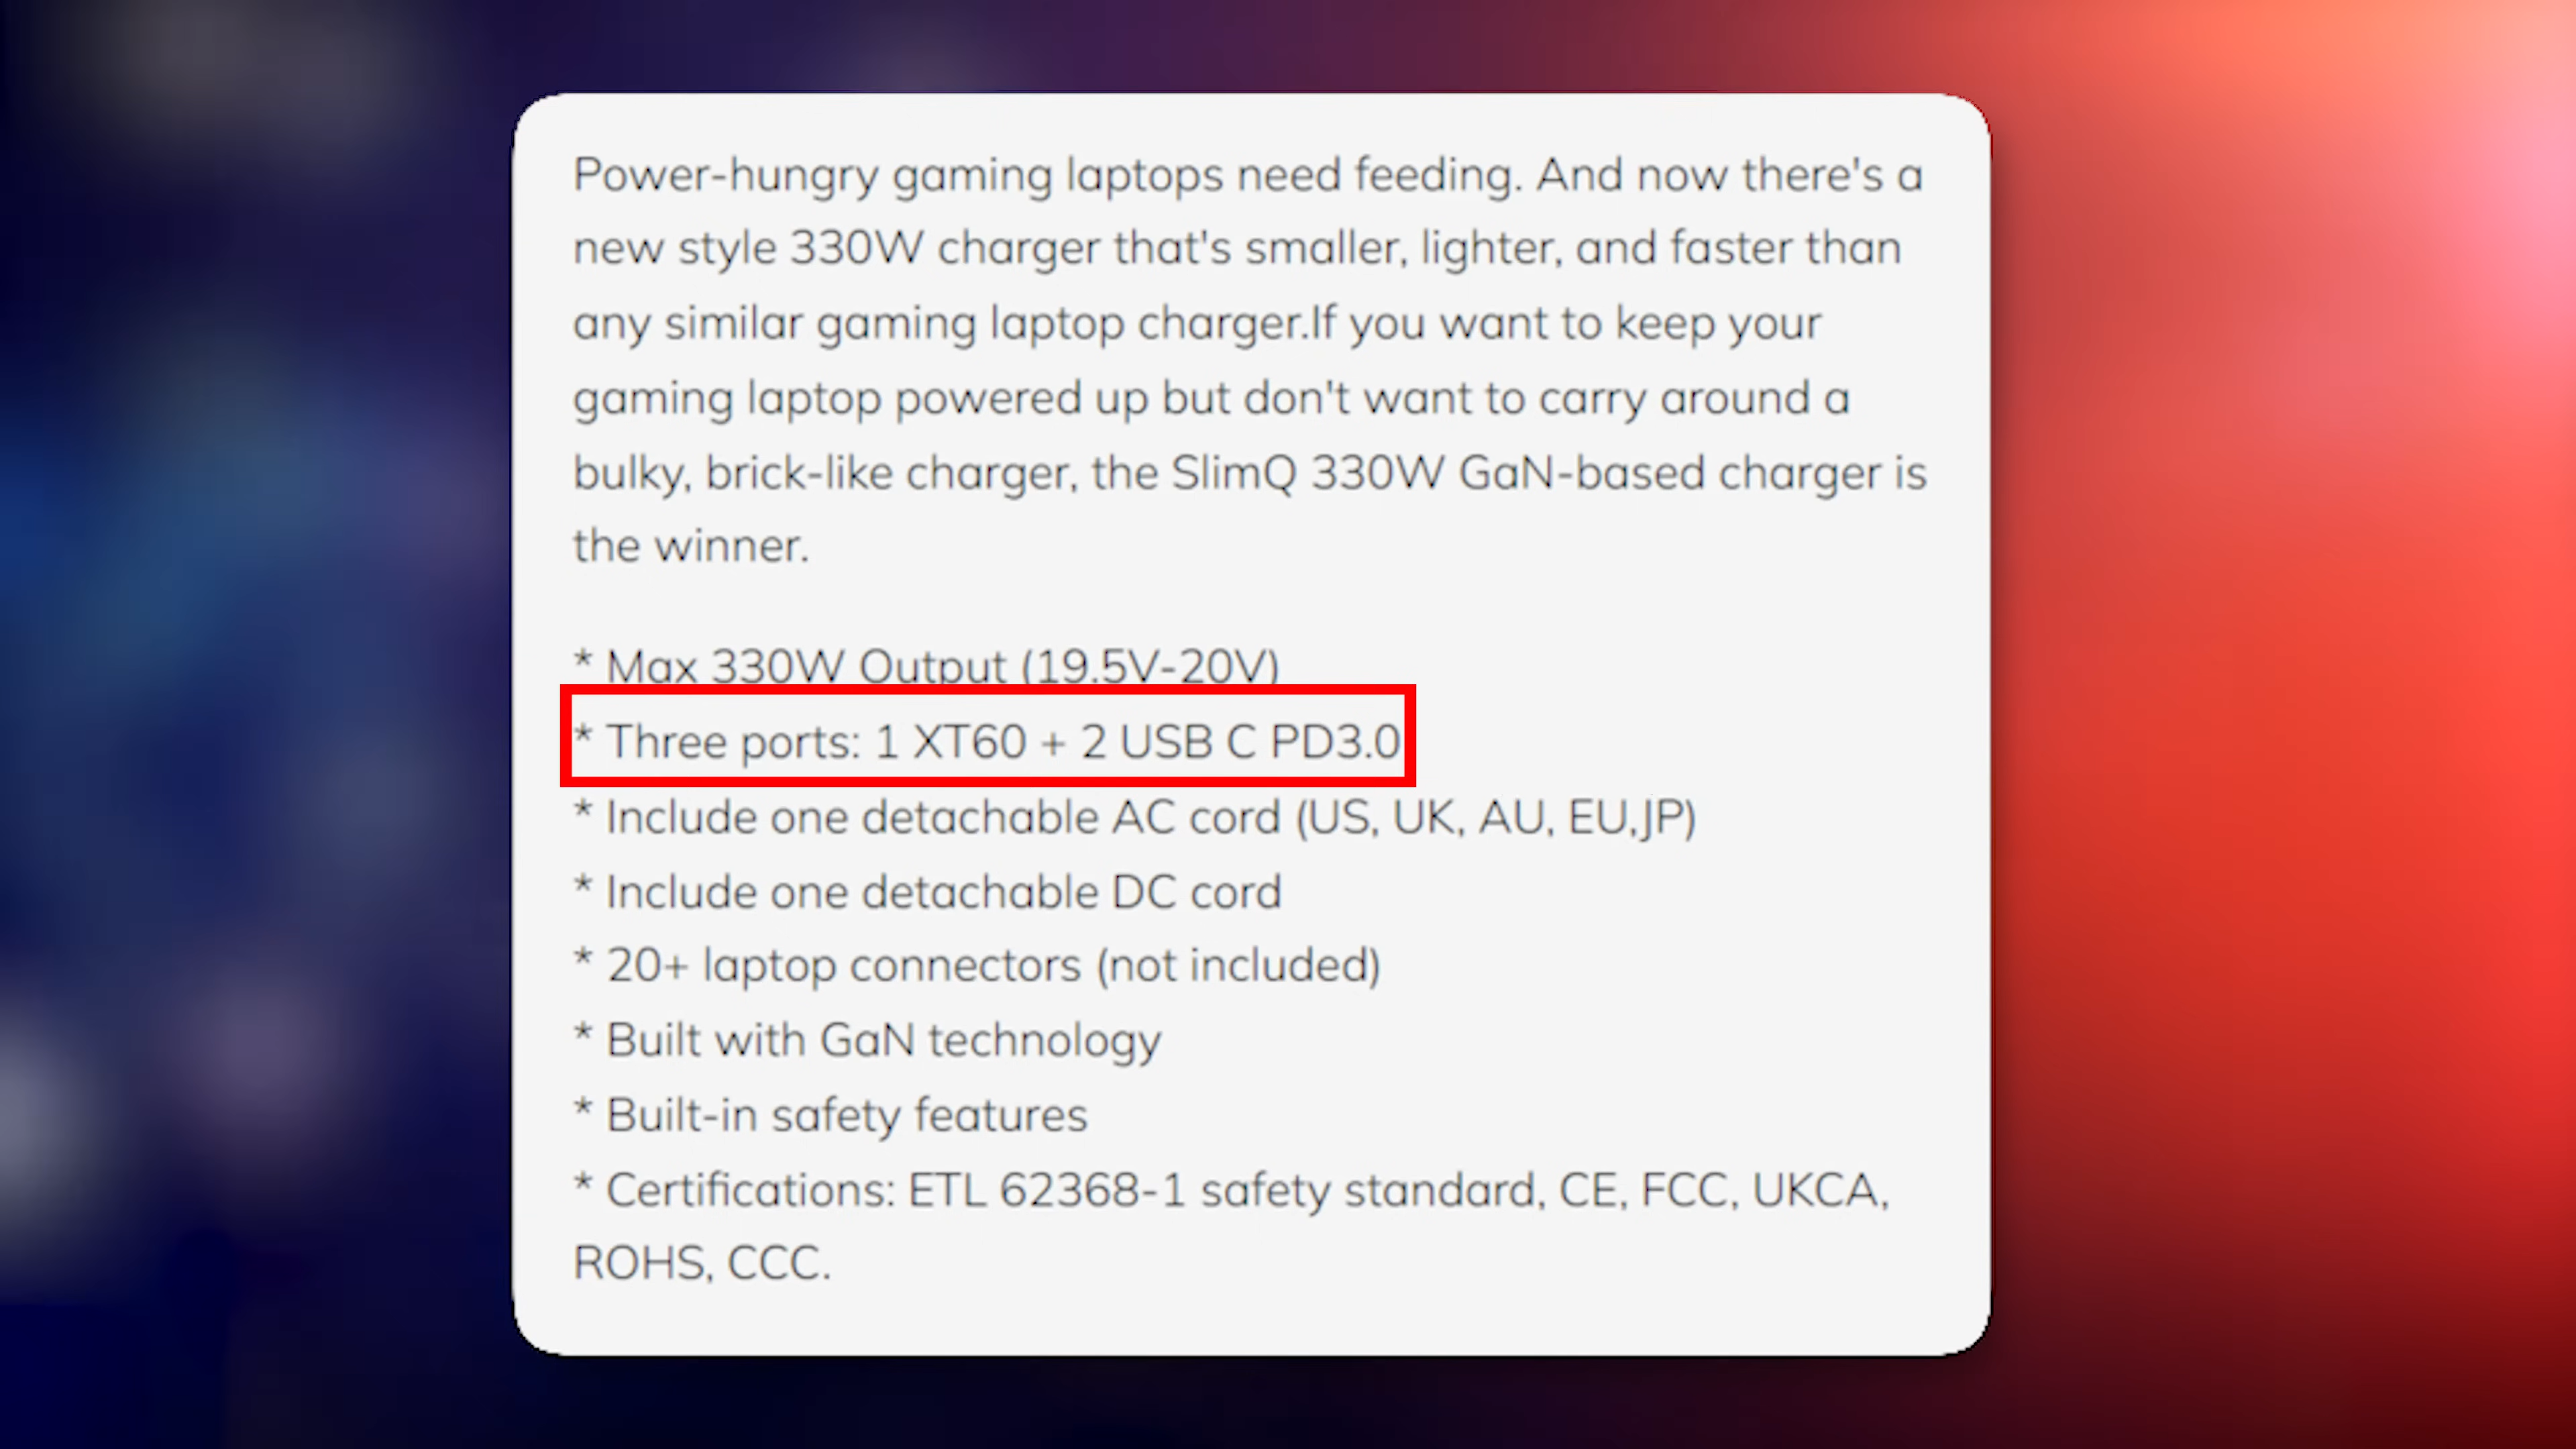 Power-hungry gaming laptops need feeding. And now there's a
new style 330W charger that's smaller, lighter, and faster than
any similar gaming laptop charger.If you want to keep your
gaming laptop powered up but don't want to carry around a
bulky, brick-like charger, the SlimQ 330W GaN-based charger is
the winner.
* Max 330W Output (19.5V-20V)
* Three ports: 1 XT60 + 2 USB C PD3.0
* Include one detachable AC cord (US, UK, AU, EU,JP)
* Include one detachable DC cord
* 20+ laptop connectors (not included)
* Built with GaN technology
* Built-in safety features
* Certifications: ETL 62368-1 safety standard, CE, FCC, UKCA,
ROHS, CCC.